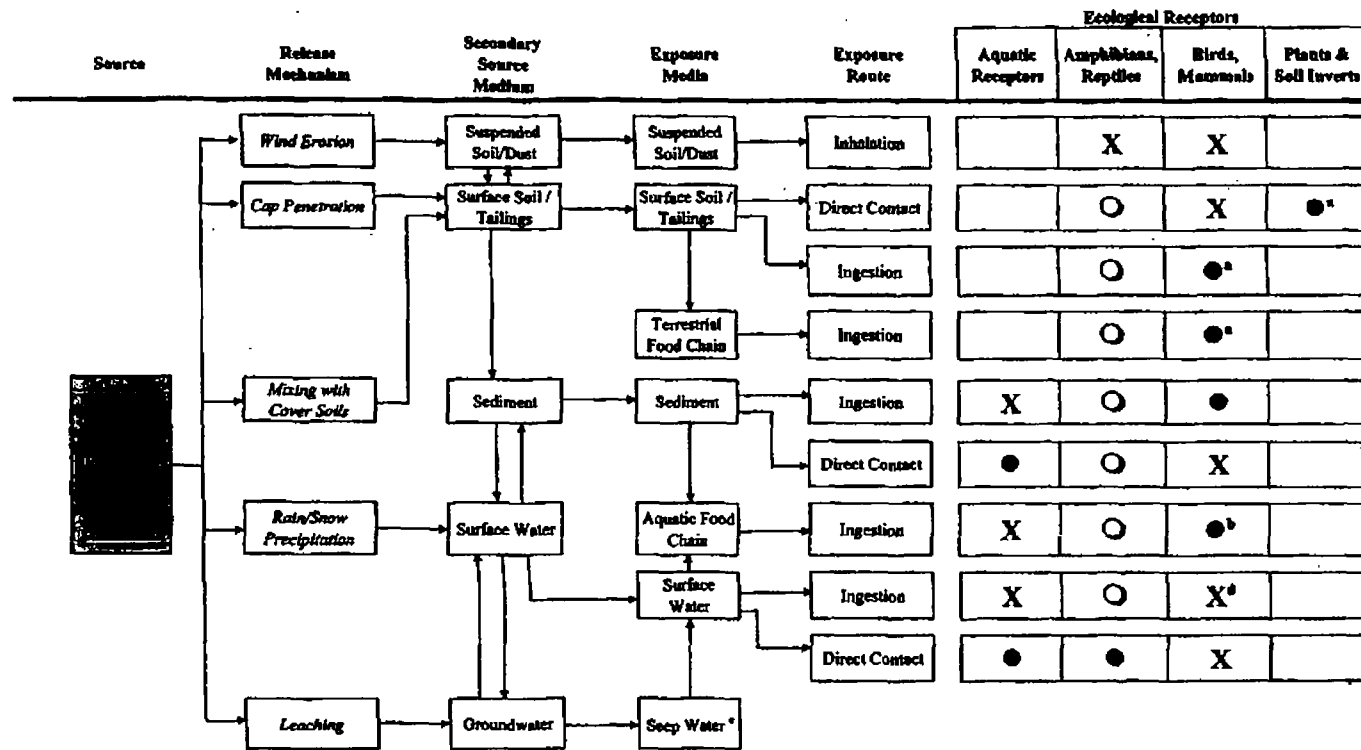 Ecological Receptors
Source
Release
Mechanism
Secondary
Source
Medium
Exposure
Media
Exposure
Route
Aquatic
Receptors
Amphibians,
Reptiles
Birds,
Mammals
Plants &
Soil Inverts
Wind Erosion
Suspended
Soil/Dust
Suspended
Soil/Dust
Inhalation
X
X
Cap Penetration
Surface Soil /
Tailings
Surface Soil /
Tailings
Direct Contact
X
a
Ingestion
a
Terrestrial
Food Chain
Ingestion
a
Mixing with
Cover Soils
Sediment
Sediment
Ingestion
X
Direct Contact
X
Rain/Snow
Precipitation
Surface Water
Aquatic Food
Chain
Ingestion
X
b
Surface
Water
Ingestion
X
X d
Direct Contact
X
Leaching
Groundwater
Seep Water